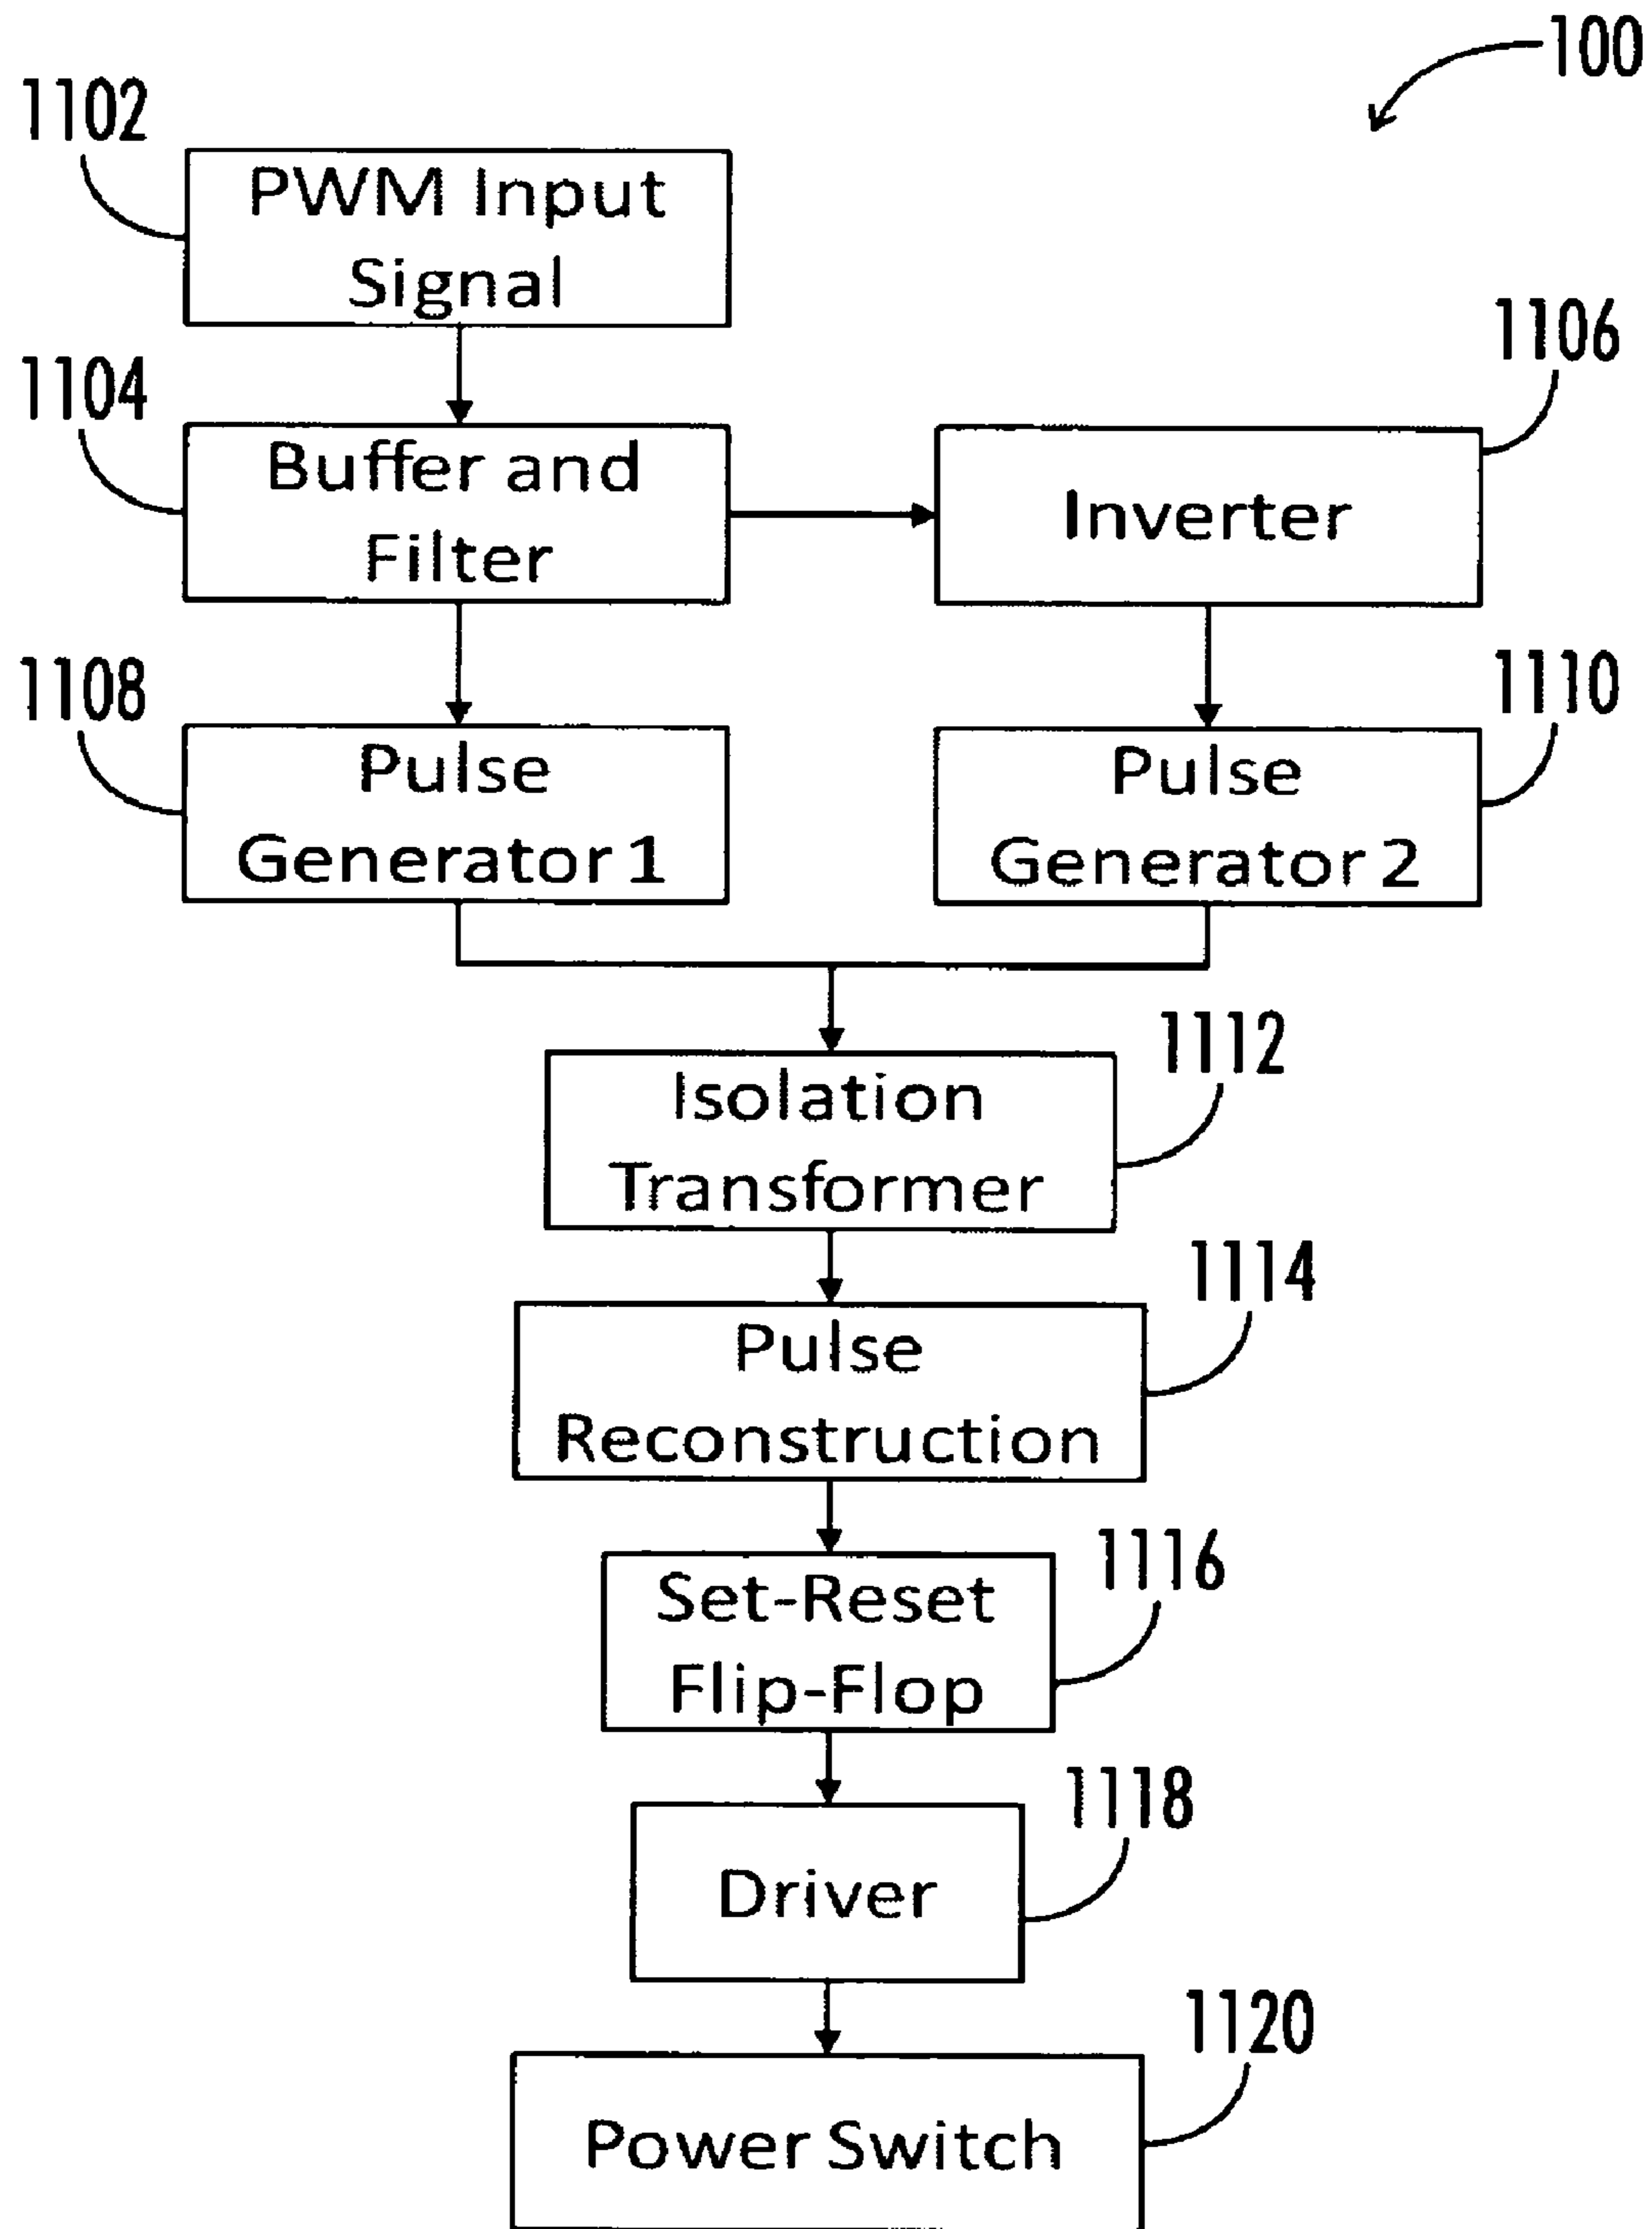 100
1102
PWM Input
Signal
1104
Buffer and
Filter
1106
Inverter
1108
Pulse
Generator 1
1110
Pulse
Generator 2
1112
Isolation
Transformer
1114
Pulse
Reconstruction
1116
Set-Reset
Flip-Flop
1118
Driver
1120
Power Switch